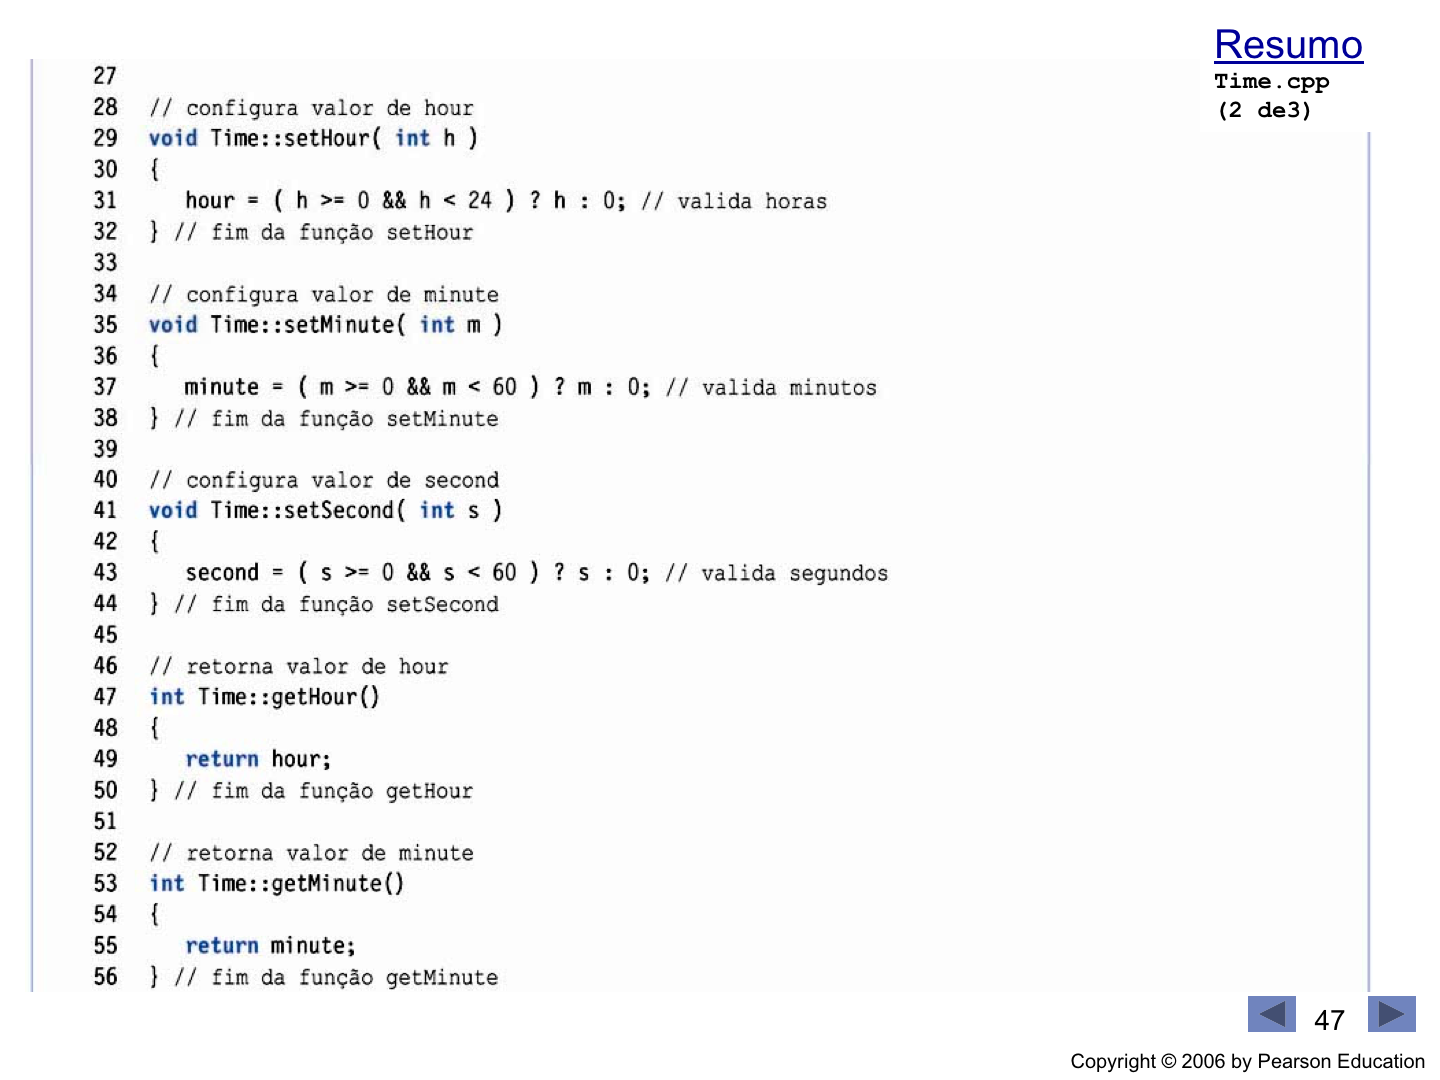 Resumo
Time.cpp
(2 de3)
27
28 // configura valor de hour
29 void Time::setHour( int h )
30 {
31 hour = ( h >= 0 && h < 24 ) ? h : 0; // valida horas
32 } // fim da função setHour
33
34 // configura valor de minute
35 void Time::setMinute( int m )
36 {
37 minute = ( m >= 0 && m < 60 ) ? m : 0; // valida minutos
38 } // fim da função setMinute
39
40 // configura valor de second
41 void Time::setSecond( int s )
42 {
43 second = ( s >= 0 && s < 60 ) ? s : 0; // valida segundos
44 } // fim da função setSecond
45
46 // retorna valor de hour
47 int Time::getHour()
48 {
49 return hour;
50 } // fim da função getHour
51
52 // retorna valor de minute
53 int Time::getMinute()
54 {
55 return minute;
56 } // fim da função getMinute
47
Copyright © 2006 by Pearson Education